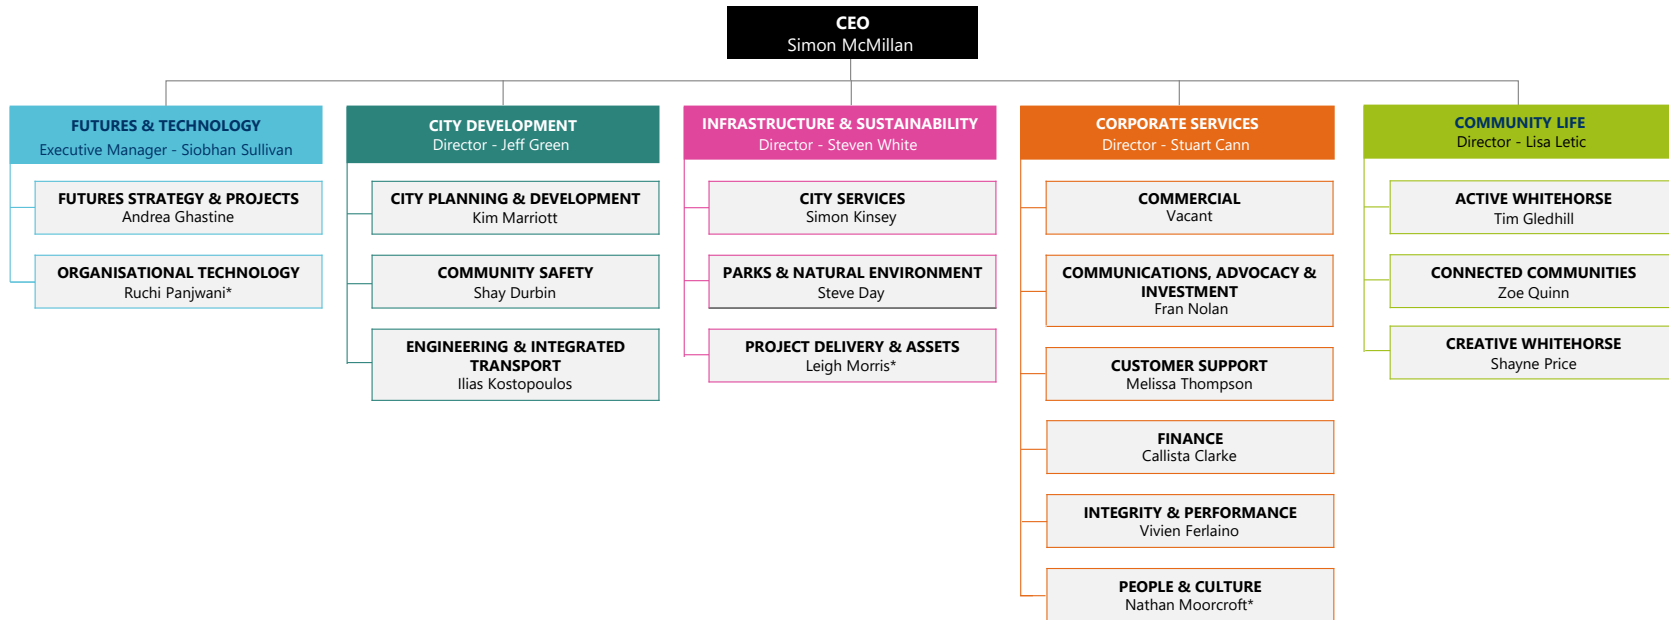 CEO
Simon McMillan
FUTURES & TECHNOLOGY
Executive Manager - Siobhan Sullivan
FUTURES STRATEGY & PROJECTS
Andrea Ghastine
ORGANISATIONAL TECHNOLOGY
Ruchi Panjwani*
CITY DEVELOPMENT
Director - Jeff Green
CITY PLANNING & DEVELOPMENT
Kim Marriott
COMMUNITY SAFETY
Shay Durbin
ENGINEERING & INTEGRATED
TRANSPORT
Ilias Kostopoulos
INFRASTRUCTURE & SUSTAINABILITY
Director - Steven White
CITY SERVICES
Simon Kinsey
PARKS & NATURAL ENVIRONMENT
Steve Day
PROJECT DELIVERY & ASSETS
Leigh Morris*
CORPORATE SERVICES
Director - Stuart Cann
COMMERCIAL
Vacant
COMMUNICATIONS, ADVOCACY &
INVESTMENT
Fran Nolan
CUSTOMER SUPPORT
Melissa Thompson
FINANCE
Callista Clarke
INTEGRITY & PERFORMANCE
Vivien Ferlaino
PEOPLE & CULTURE
Nathan Moorcroft*
COMMUNITY LIFE
Director - Lisa Letic
ACTIVE WHITEHORSE
Tim Gledhill
CONNECTED COMMUNITIES
Zoe Quinn
CREATIVE WHITEHORSE
Shayne Price